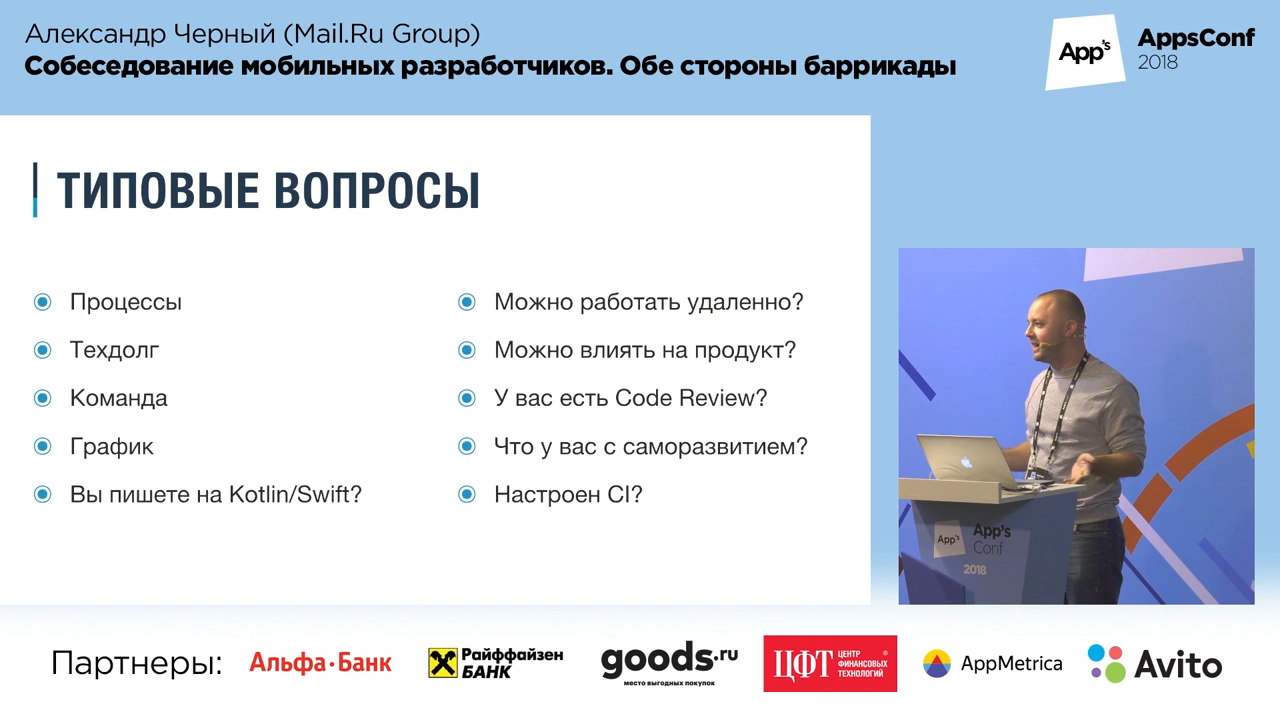 Александр Черный (Mail.Ru Group)
Собеседование мобильных разработчиков. Обе стороны баррикады
App's
AppsConf
2018
ТИПОВЫЕ ВОПРОСЫ
Процессы
Техдолг
Команда
График
Вы пишете на Kotlin/Swift?
Можно работать удаленно?
Можно влиять на продукт?
У вас есть Code Review?
Что у вас с саморазвитием?
Настроен CI?
App's
App's
Conf
2018
Партнеры:
Альфа·Банк
Райффайзен
БАНК
goods.ru
место выгодных покупок
ЦФТ
ЦЕНТР
ФИНАНСОВЫХ
ТЕХНОЛОГИЙ
®
AppMetrica
Avito